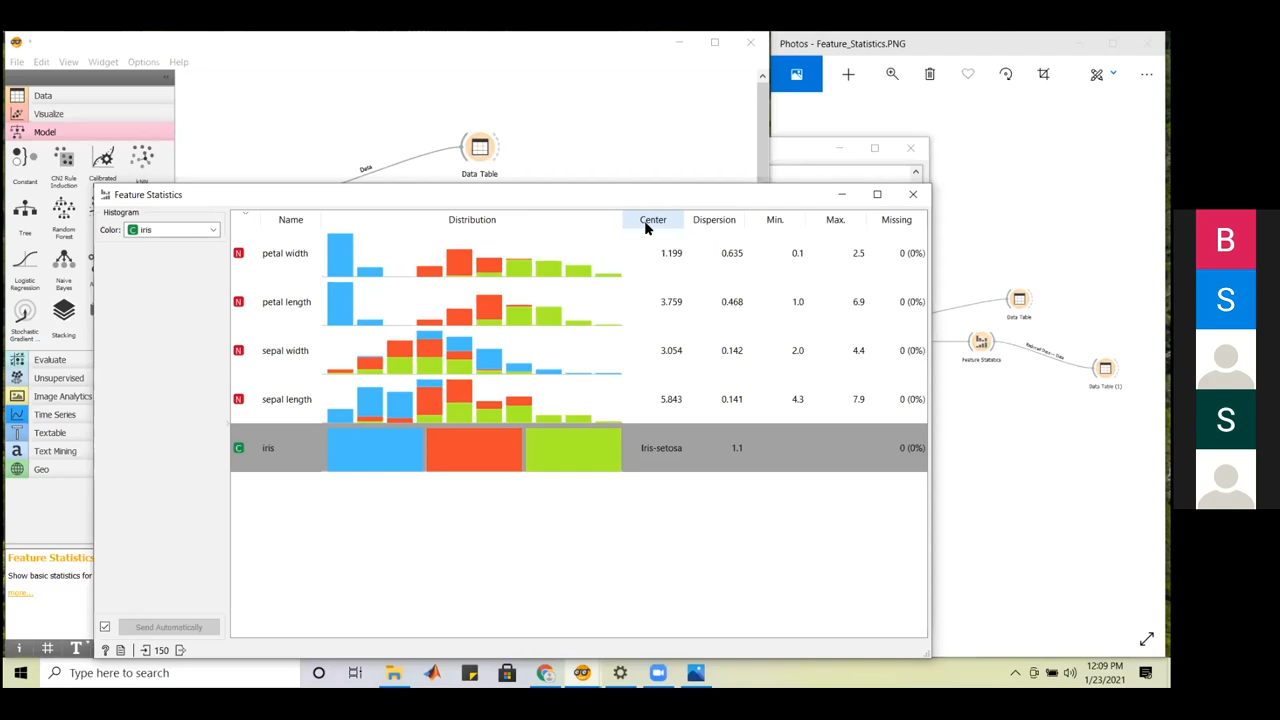 File Edit View Widget Options Help
Photos - Feature_Statistics.PNG
Data
Visualize
Model
Constant
CN2 Rule
Induction
Calibrated
kNN
Tree
Random
Forest
Logistic
Regression
Naive
Bayes
Stochastic
Gradient ...
Stacking
Evaluate
Unsupervised
Image Analytics
Time Series
Textable
Text Mining
Geo
Feature Statistics
Show basic statistics for
more...
Data
Data Table
Feature Statistics
Histogram
Color: C iris
Name Distribution Center Dispersion Min. Max. Missing
N petal width 1.199 0.635 0.1 2.5 0 (0%)
N petal length 3.759 0.468 1.0 6.9 0 (0%)
N sepal width 3.054 0.142 2.0 4.4 0 (0%)
N sepal length 5.843 0.141 4.3 7.9 0 (0%)
C iris Iris-setosa 1.1 0 (0%)
Send Automatically
? 150
Data Table
Feature Statistics
Reduced Data → Data
Data Table (1)
B
S
S
Type here to search
12:09 PM
1/23/2021